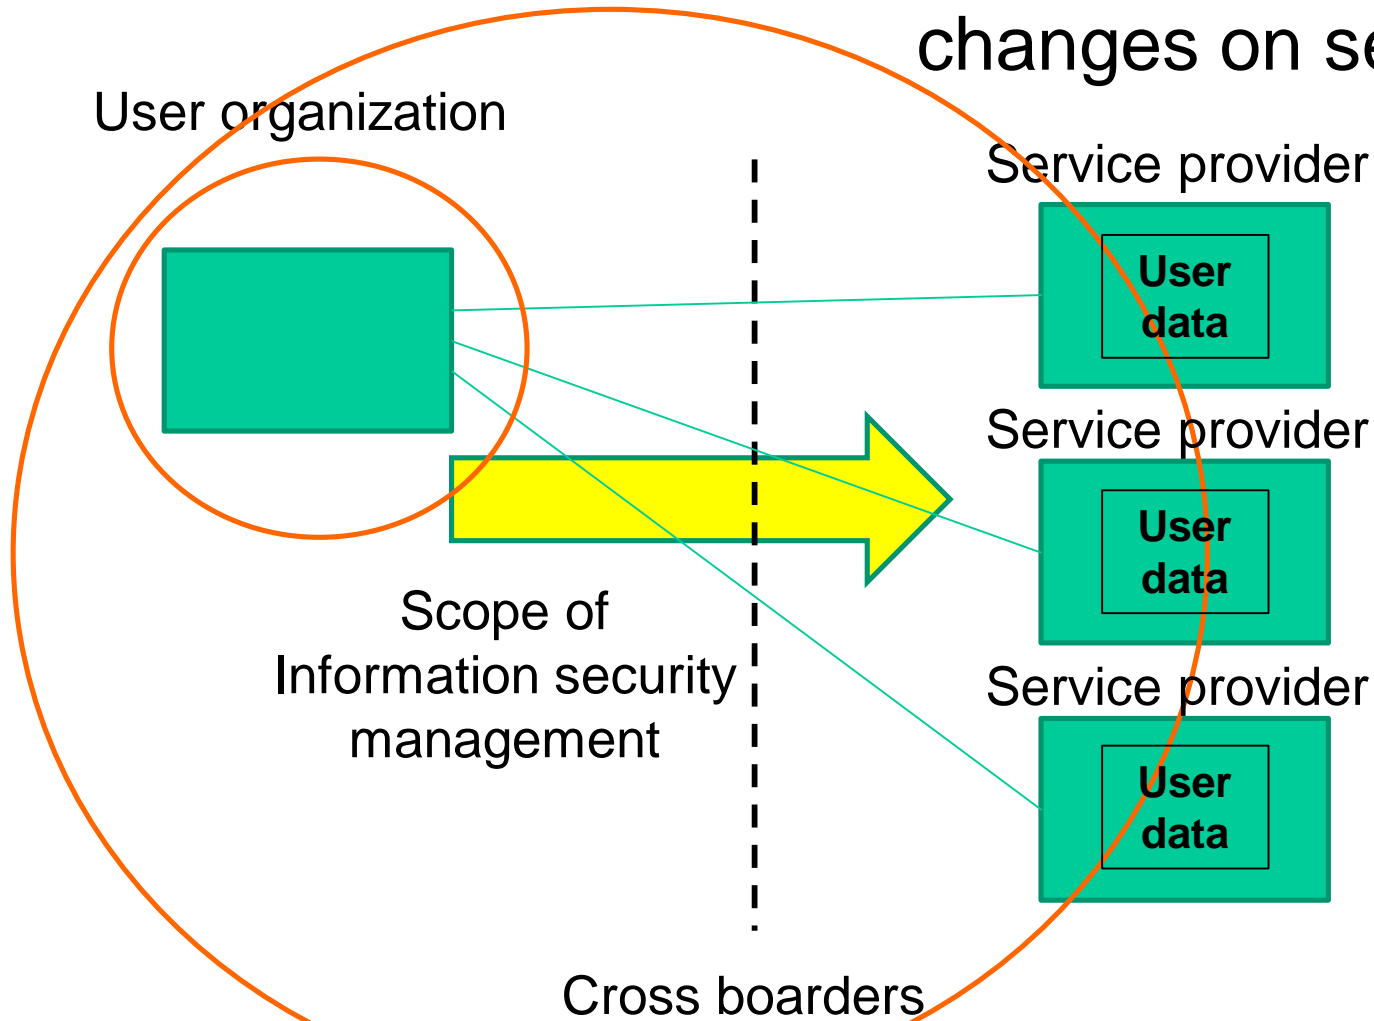 changes on se
User organization
Service provider
User
data
Service provider
User
data
Scope of
Information security
management
Service provider
User
data
Cross boarders